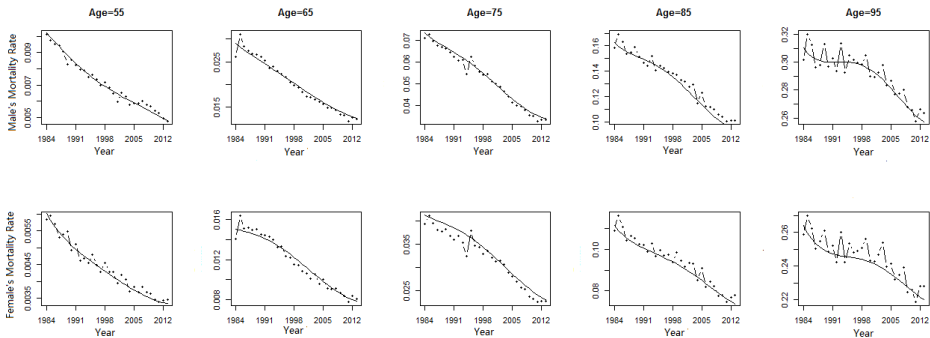 Age=55 Age=65 Age=75 Age=85 Age=95
Male's Mortality Rate
0.005 0.007 0.009
0.015 0.025
0.04 0.05 0.06 0.07
0.10 0.12 0.14 0.16
0.26 0.28 0.30 0.32
1984 1991 1998 2005 2012 1984 1991 1998 2005 2012 1984 1991 1998 2005 2012 1984 1991 1998 2005 2012 1984 1991 1998 2005 2012
Year Year Year Year Year
Female's Mortality Rate
0.0035 0.0045 0.0055
0.008 0.012 0.016
0.025 0.035
0.08 0.10
0.22 0.24 0.26
1984 1991 1998 2005 2012 1984 1991 1998 2005 2012 1984 1991 1998 2005 2012 1984 1991 1998 2005 2012 1984 1991 1998 2005 2012
Year Year Year Year Year